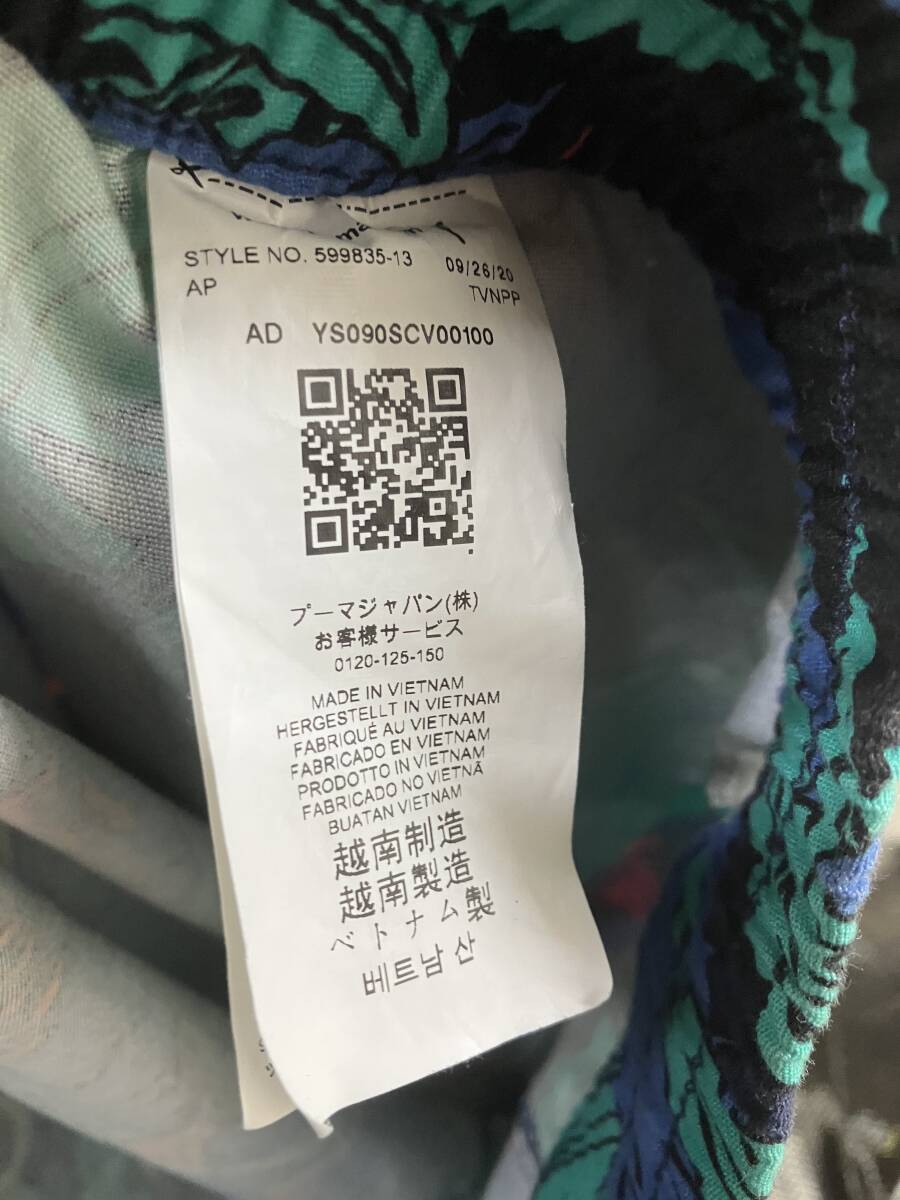 STYLE NO. 599835-13 09/26/20
AP TVNPP
AD YS090SCV00100
プーマジャパン(株)
お客様サービス
0120-125-150
MADE IN VIETNAM
HERGESTELLT IN VIETNAM
FABRIQUÉ AU VIETNAM
FABRICADO EN VIETNAM
PRODOTTO IN VIETNAM
FABRICADO NO VIETNÃ
BUATAN VIETNAM
越南制造
越南製造
ベトナム製
베트남 산